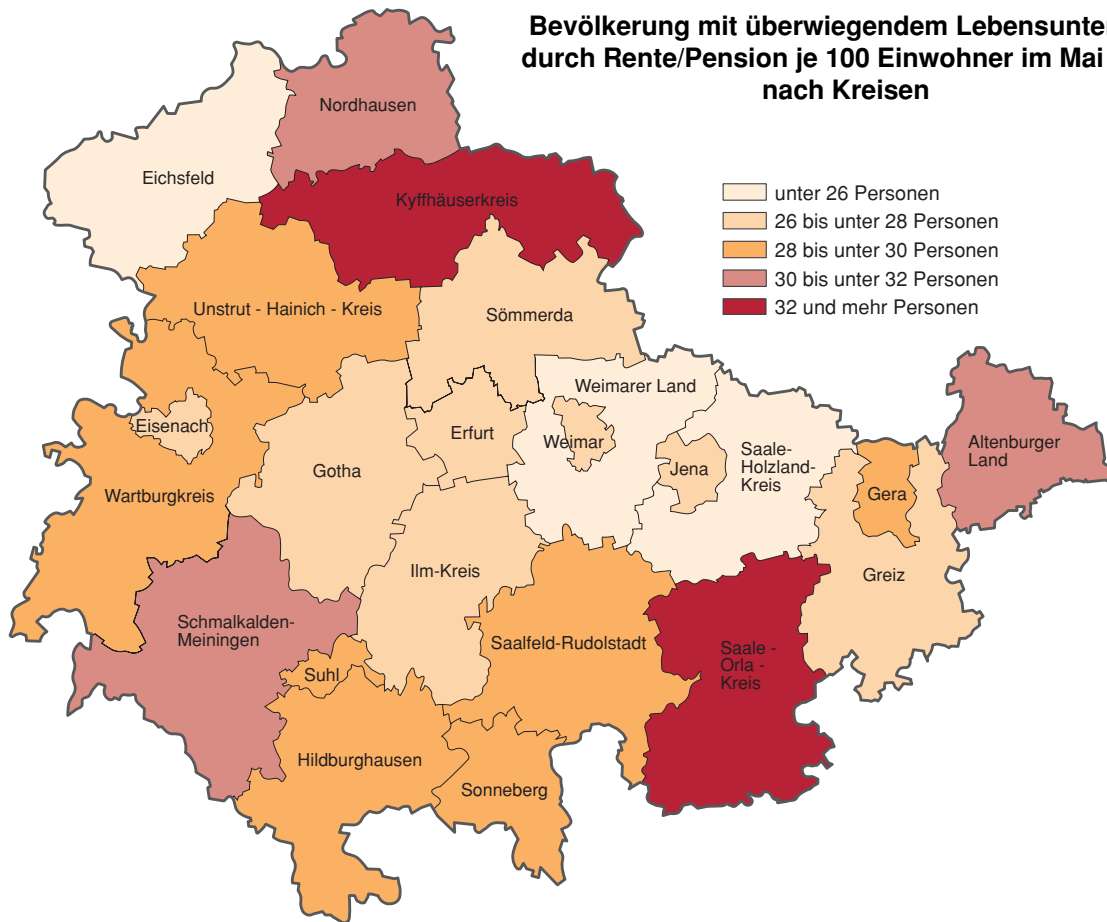 Bevölkerung mit überwiegendem
durch Rente/Pension je 100 Einwohner im Mai
nach Kreisen
Nordhausen
Eichsfeld
Kyffhäuserkreis
unter 26 Personen
26 bis unter 28 Personen
28 bis unter 30 Personen
30 bis unter 32 Personen
32 und mehr Personen
Unstrut - Hainich - Kreis
Sömmerda
Weimarer Land
Eisenach
Erfurt
Weimar
Gotha
Jena
Saale-
Holzland-
Kreis
Altenburger
Land
Wartburgkreis
Gera
Ilm-Kreis
Greiz
Schmalkalden-
Meiningen
Saalfeld-Rudolstadt
Saale -
Orla -
Kreis
Suhl
Hildburghausen
Sonneberg